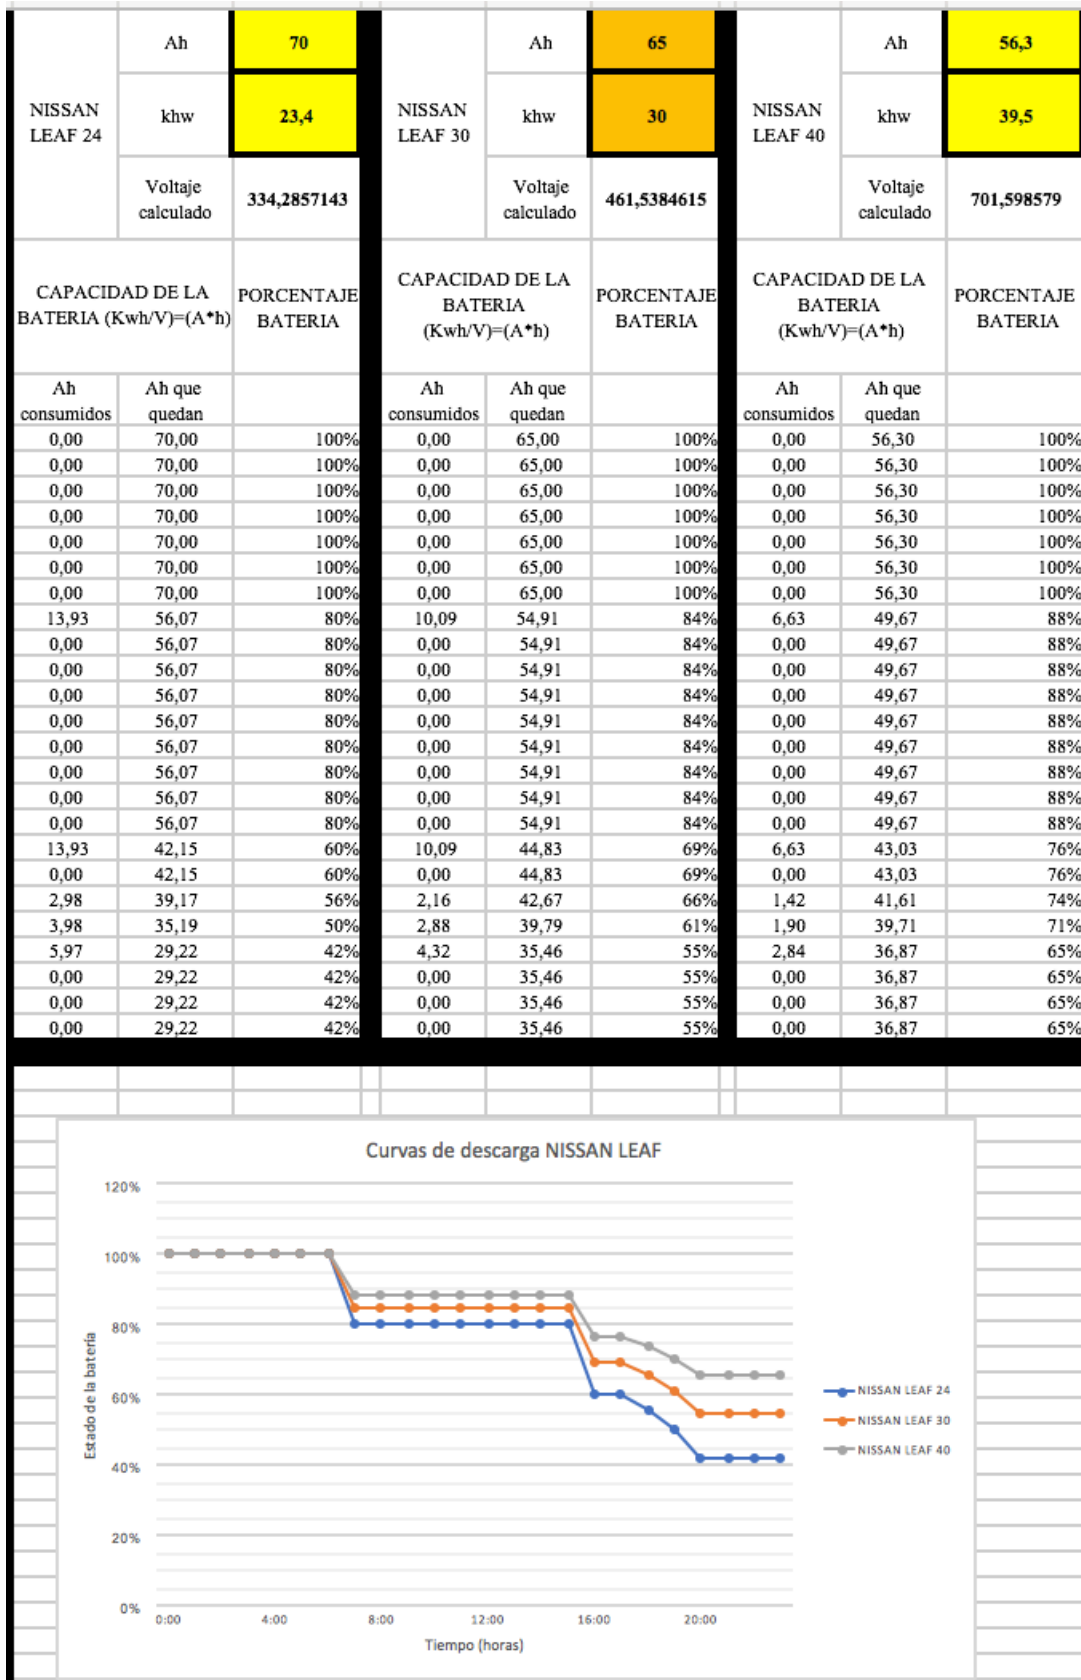 Ah 70 Ah 65 Ah 56,3
NISSAN LEAF 24 khw 23,4 NISSAN LEAF 30 khw 30 NISSAN LEAF 40 khw 39,5
Voltaje calculado 334,2857143 Voltaje calculado 461,5384615 Voltaje calculado 701,598579
CAPACIDAD DE LA BATERIA (Kwh/V)=(A*h) PORCENTAJE BATERIA CAPACIDAD DE LA BATERIA (Kwh/V)=(A*h) PORCENTAJE BATERIA CAPACIDAD DE LA BATERIA (Kwh/V)=(A*h) PORCENTAJE BATERIA
Ah consumidos Ah que quedan Ah consumidos Ah que quedan Ah consumidos Ah que quedan
0,00 70,00 100% 0,00 65,00 100% 0,00 56,30 100%
0,00 70,00 100% 0,00 65,00 100% 0,00 56,30 100%
0,00 70,00 100% 0,00 65,00 100% 0,00 56,30 100%
0,00 70,00 100% 0,00 65,00 100% 0,00 56,30 100%
0,00 70,00 100% 0,00 65,00 100% 0,00 56,30 100%
0,00 70,00 100% 0,00 65,00 100% 0,00 56,30 100%
0,00 70,00 100% 0,00 65,00 100% 0,00 56,30 100%
13,93 56,07 80% 10,09 54,91 84% 6,63 49,67 88%
0,00 56,07 80% 0,00 54,91 84% 0,00 49,67 88%
0,00 56,07 80% 0,00 54,91 84% 0,00 49,67 88%
0,00 56,07 80% 0,00 54,91 84% 0,00 49,67 88%
0,00 56,07 80% 0,00 54,91 84% 0,00 49,67 88%
0,00 56,07 80% 0,00 54,91 84% 0,00 49,67 88%
0,00 56,07 80% 0,00 54,91 84% 0,00 49,67 88%
0,00 56,07 80% 0,00 54,91 84% 0,00 49,67 88%
0,00 56,07 80% 0,00 54,91 84% 0,00 49,67 88%
13,93 42,15 60% 10,09 44,83 69% 6,63 43,03 76%
0,00 42,15 60% 0,00 44,83 69% 0,00 43,03 76%
2,98 39,17 56% 2,16 42,67 66% 1,42 41,61 74%
3,98 35,19 50% 2,88 39,79 61% 1,90 39,71 71%
5,97 29,22 42% 4,32 35,46 55% 2,84 36,87 65%
0,00 29,22 42% 0,00 35,46 55% 0,00 36,87 65%
0,00 29,22 42% 0,00 35,46 55% 0,00 36,87 65%
0,00 29,22 42% 0,00 35,46 55% 0,00 36,87 65%
Curvas de descarga NISSAN LEAF
120%
100%
80%
60%
40%
20%
0%
Estado de la batería
0:00 4:00 8:00 12:00 16:00 20:00
Tiempo (horas)
NISSAN LEAF 24
NISSAN LEAF 30
NISSAN LEAF 40